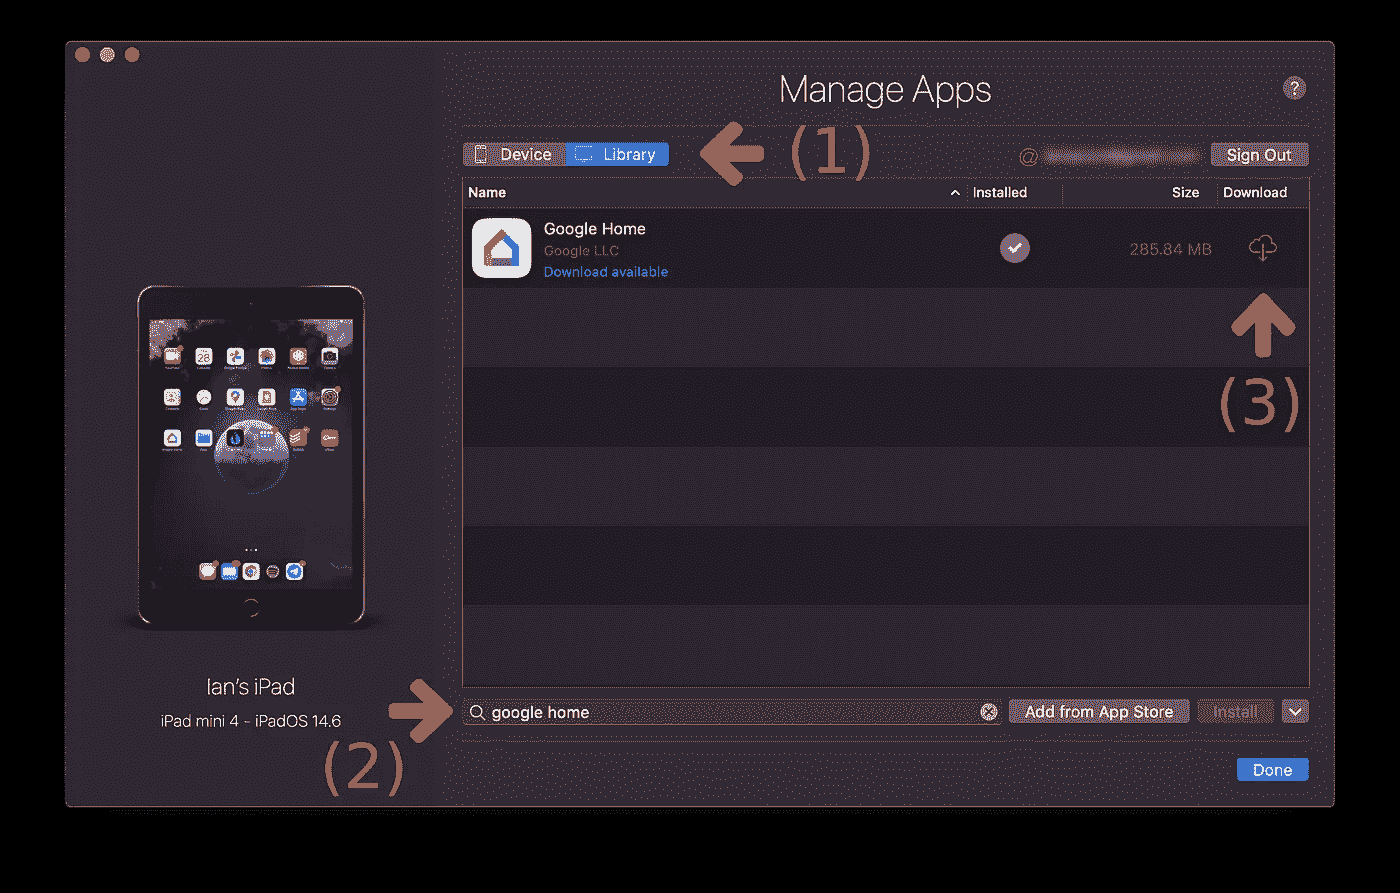 Manage Apps
?
Device
Library
(1)
@
Sign Out
Name
Installed
Size
Download
Google Home
Google LLC
Download available
285.84 MB
(3)
28
Ian's iPad
iPad mini 4 - iPadOS 14.6
(2)
google home
Add from App Store
Install
Done